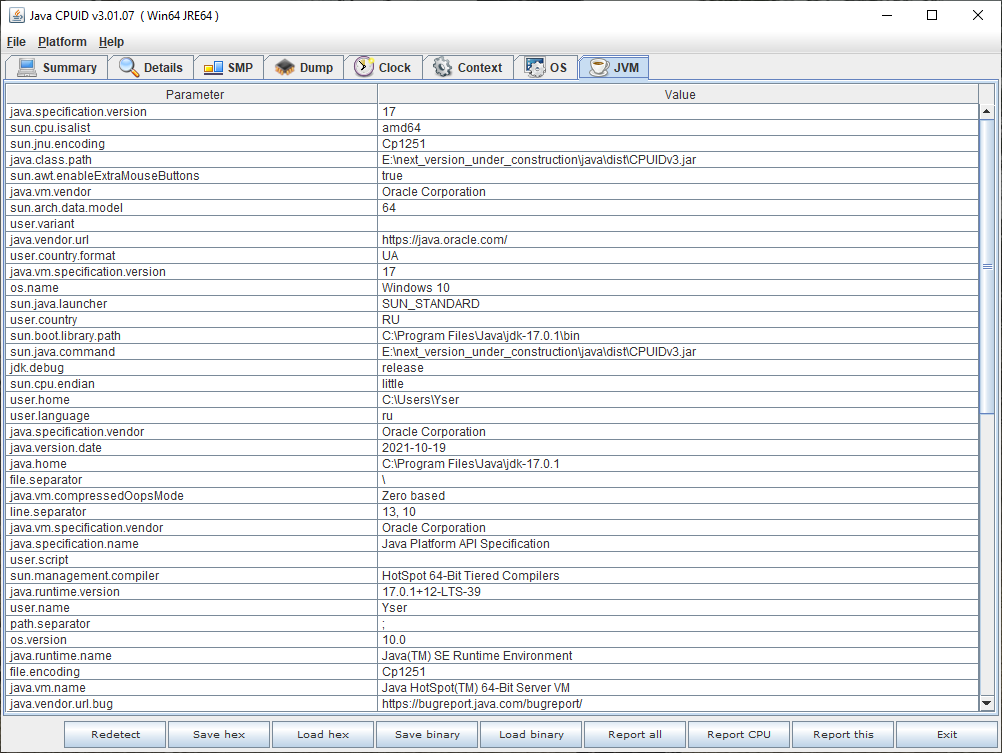 Java CPUID v3.01.07 ( Win64 JRE64 )
File Platform Help
Summary Details SMP Dump Clock Context OS JVM
Parameter Value
java.specification.version 17
sun.cpu.isalist amd64
sun.jnu.encoding Cp1251
java.class.path E:\next_version_under_construction\java\dist\CPUIDv3.jar
sun.awt.enableExtraMouseButtons true
java.vm.vendor Oracle Corporation
sun.arch.data.model 64
user.variant
java.vendor.url https://java.oracle.com/
user.country.format UA
java.vm.specification.version 17
os.name Windows 10
sun.java.launcher SUN_STANDARD
user.country RU
sun.boot.library.path C:\Program Files\Java\jdk-17.0.1\bin
sun.java.command E:\next_version_under_construction\java\dist\CPUIDv3.jar
jdk.debug release
sun.cpu.endian little
user.home C:\Users\Yser
user.language ru
java.specification.vendor Oracle Corporation
java.version.date 2021-10-19
java.home C:\Program Files\Java\jdk-17.0.1
file.separator \
java.vm.compressedOopsMode Zero based
line.separator 13, 10
java.vm.specification.vendor Oracle Corporation
java.specification.name Java Platform API Specification
user.script
sun.management.compiler HotSpot 64-Bit Tiered Compilers
java.runtime.version 17.0.1+12-LTS-39
user.name Yser
path.separator ;
os.version 10.0
java.runtime.name Java(TM) SE Runtime Environment
file.encoding Cp1251
java.vm.name Java HotSpot(TM) 64-Bit Server VM
java.vendor.url.bug https://bugreport.java.com/bugreport/
Redetect Save hex Load hex Save binary Load binary Report all Report CPU Report this Exit